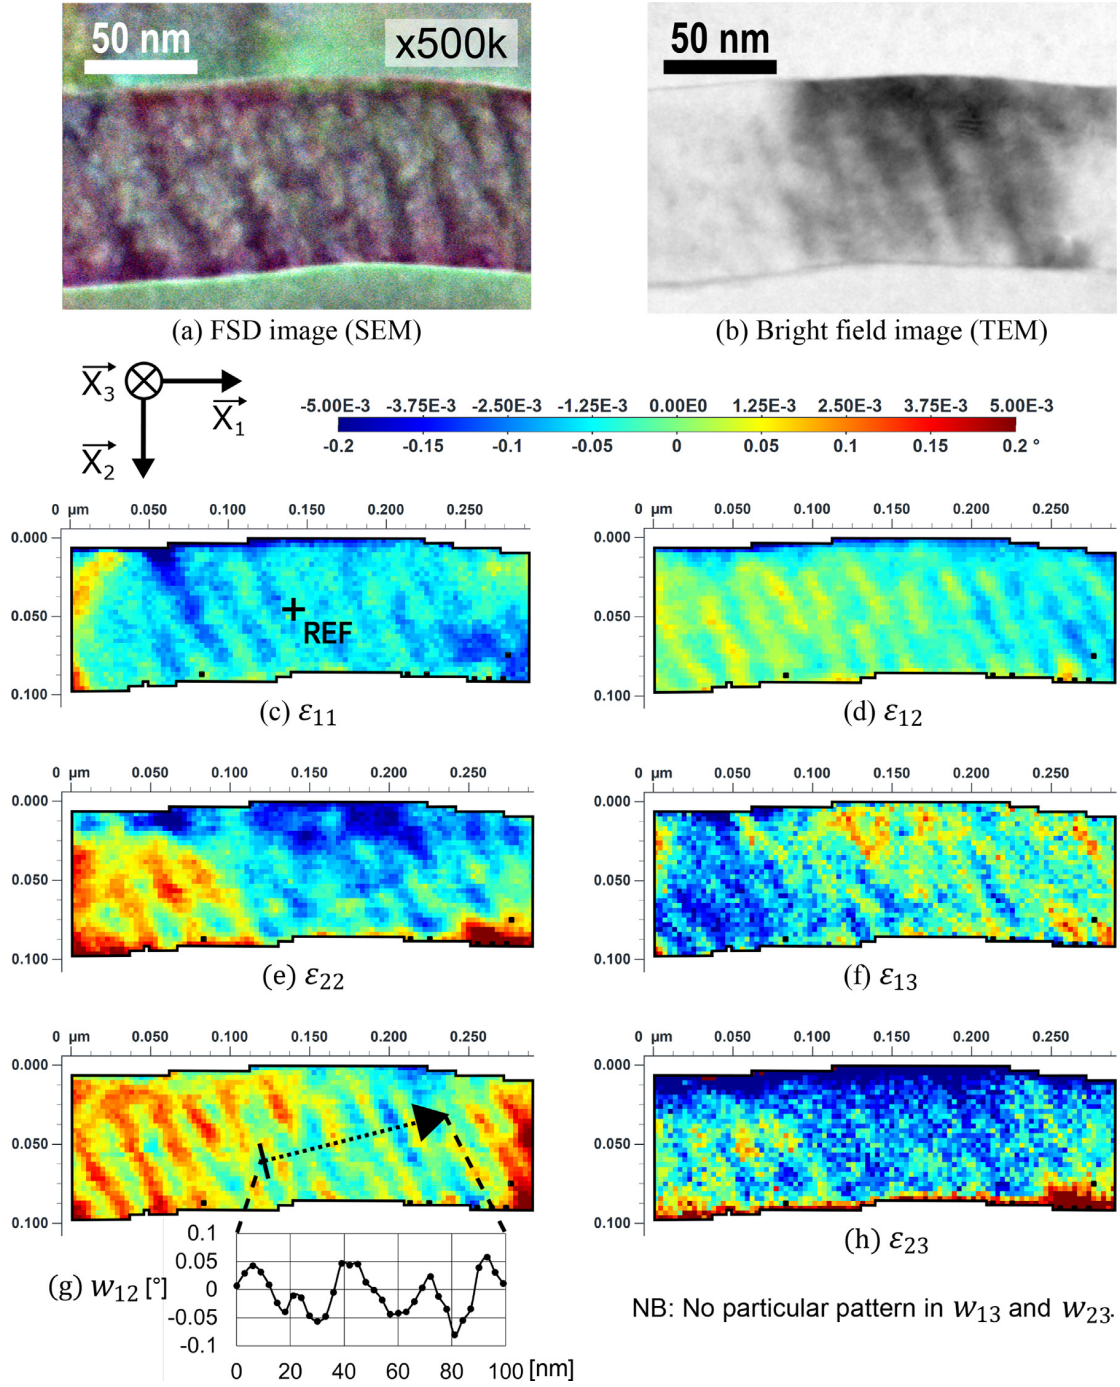 50 nm
x500k
50 nm
(a) FSD image (SEM)
(b) Bright field image (TEM)
X₃
X₁
X₂
-5.00E-3 -3.75E-3 -2.50E-3 -1.25E-3 0.00E0 1.25E-3 2.50E-3 3.75E-3 5.00E-3
-0.2 -0.15 -0.1 -0.05 0 0.05 0.1 0.15 0.2 °
0 µm 0.050 0.100 0.150 0.200 0.250
0.000
0.050
0.100
REF
(c) ε₁₁
0 µm 0.050 0.100 0.150 0.200 0.250
0.000
0.050
0.100
(d) ε₁₂
0 µm 0.050 0.100 0.150 0.200 0.250
0.000
0.050
0.100
(e) ε₂₂
0 µm 0.050 0.100 0.150 0.200 0.250
0.000
0.050
0.100
(f) ε₁₃
0 µm 0.050 0.100 0.150 0.200 0.250
0.000
0.050
0.100
0.1
0.05
0
-0.05
-0.1
(g) w₁₂ [°]
0 20 40 60 80 100 [nm]
0 µm 0.050 0.100 0.150 0.200 0.250
0.000
0.050
0.100
(h) ε₂₃
NB: No particular pattern in w₁₃ and w₂₃.